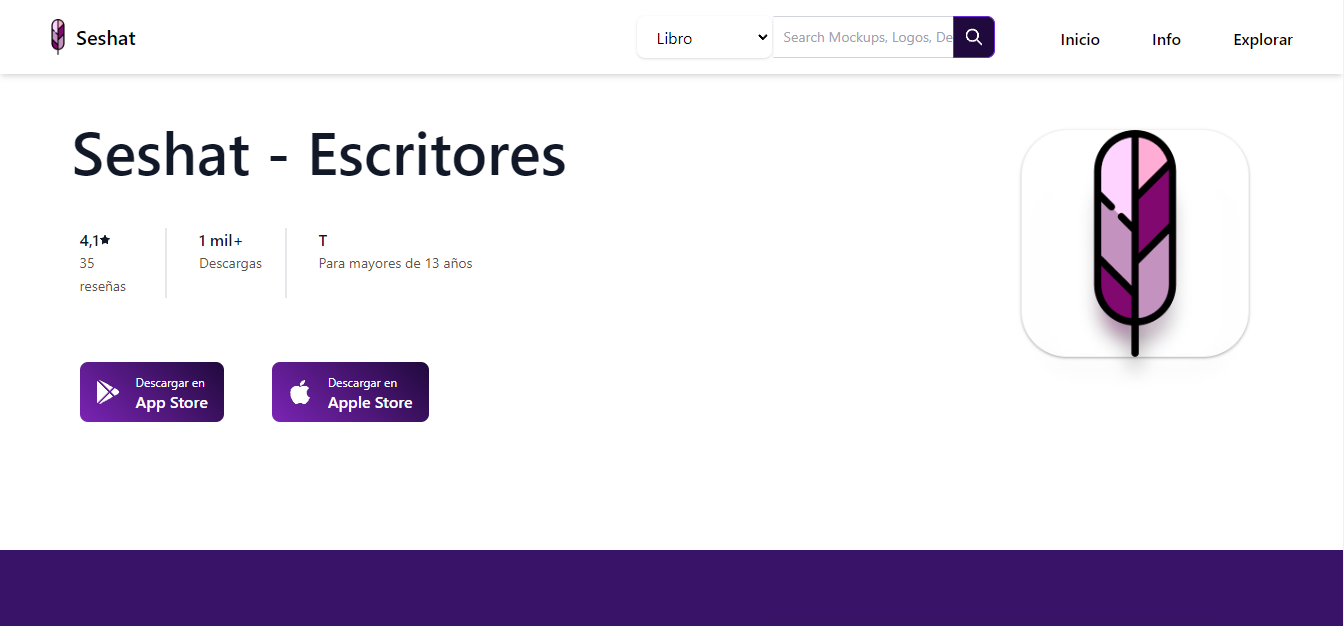 Seshat
Libro
Search Mockups, Logos, De
Inicio
Info
Explorar
Seshat - Escritores
4,1★
35
reseñas
1 mil+
Descargas
T
Para mayores de 13 años
Descargar en
App Store
Descargar en
Apple Store